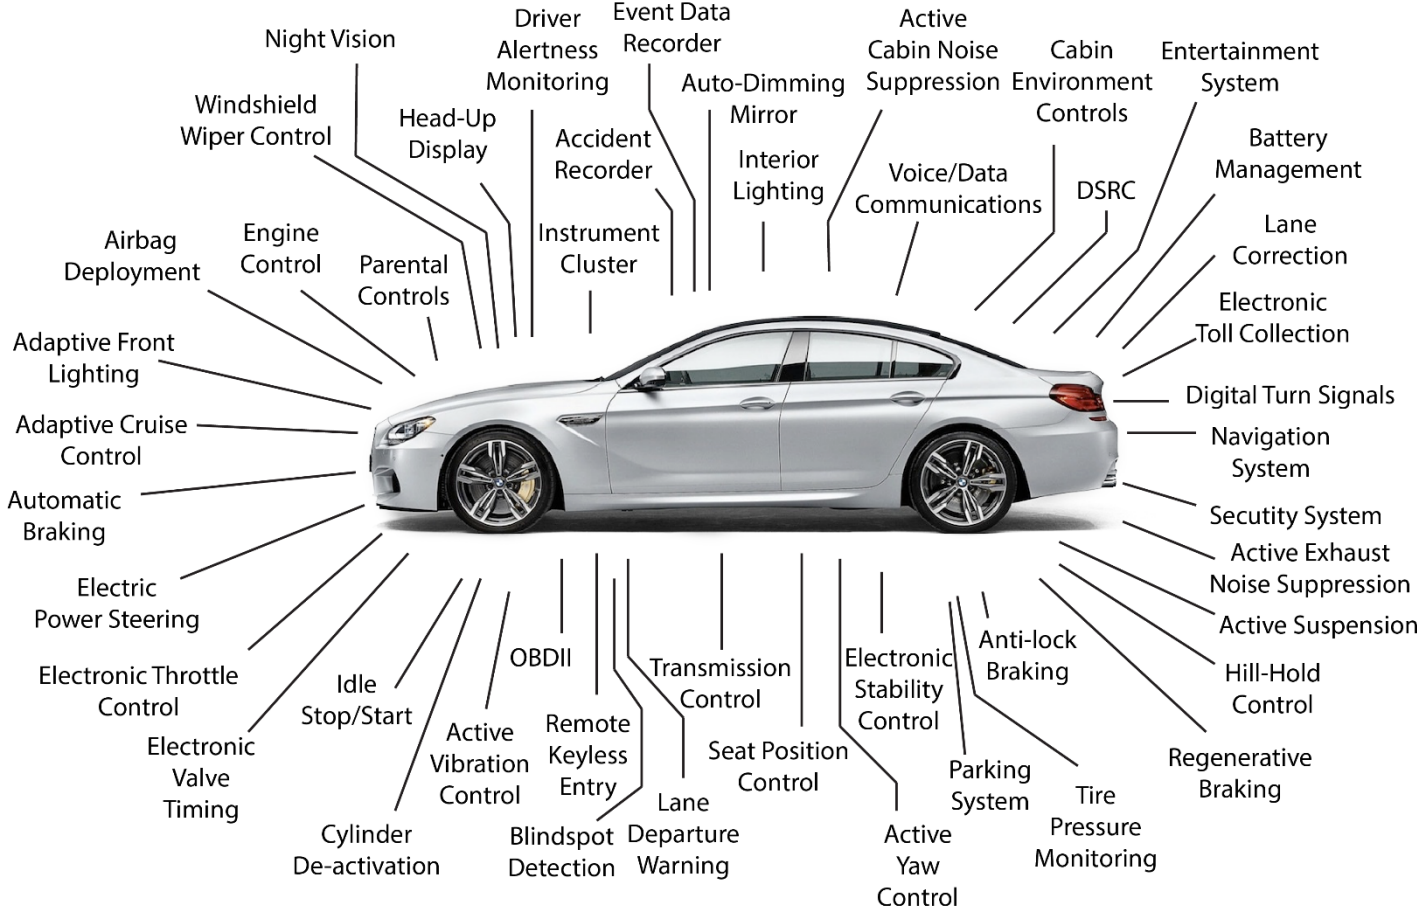 Night Vision
Driver
Alertness
Monitoring
Event Data
Recorder
Active
Cabin Noise
Suppression
Cabin
Environment
Controls
Entertainment
System
Windshield
Wiper Control
Head-Up
Display
Accident
Recorder
Auto-Dimming
Mirror
Interior
Lighting
Voice/Data
Communications
DSRC
Battery
Management
Airbag
Deployment
Engine
Control
Parental
Controls
Instrument
Cluster
Lane
Correction
Electronic
Toll Collection
Adaptive Front
Lighting
Digital Turn Signals
Adaptive Cruise
Control
Navigation
System
Automatic
Braking
Secutity System
Active Exhaust
Noise Suppression
Electric
Power Steering
Active Suspension
Electronic Throttle
Control
Idle
Stop/Start
OBDII
Transmission
Control
Electronic
Stability
Control
Anti-lock
Braking
Hill-Hold
Control
Electronic
Valve
Timing
Active
Vibration
Control
Remote
Keyless
Entry
Seat Position
Control
Parking
System
Regenerative
Braking
Cylinder
De-activation
Blindspot
Detection
Lane
Departure
Warning
Active
Yaw
Control
Tire
Pressure
Monitoring